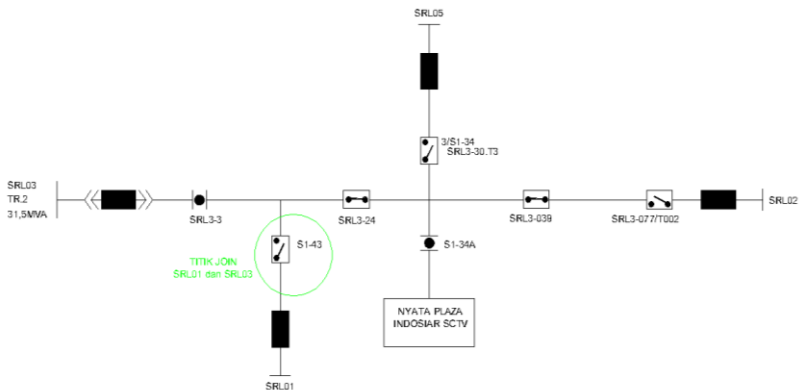 SRL05
3/S1-34
SRL3-30.T3
SRL03
TR.2
31,5MVA
SRL3-3
SRL3-24
SRL3-039
SRL3-077/T002
SRL02
S1-43
S1-34A
TITIK JOIN
SRL01 dan SRL03
NYATA PLAZA
INDOSIAR SCTV
SRL01